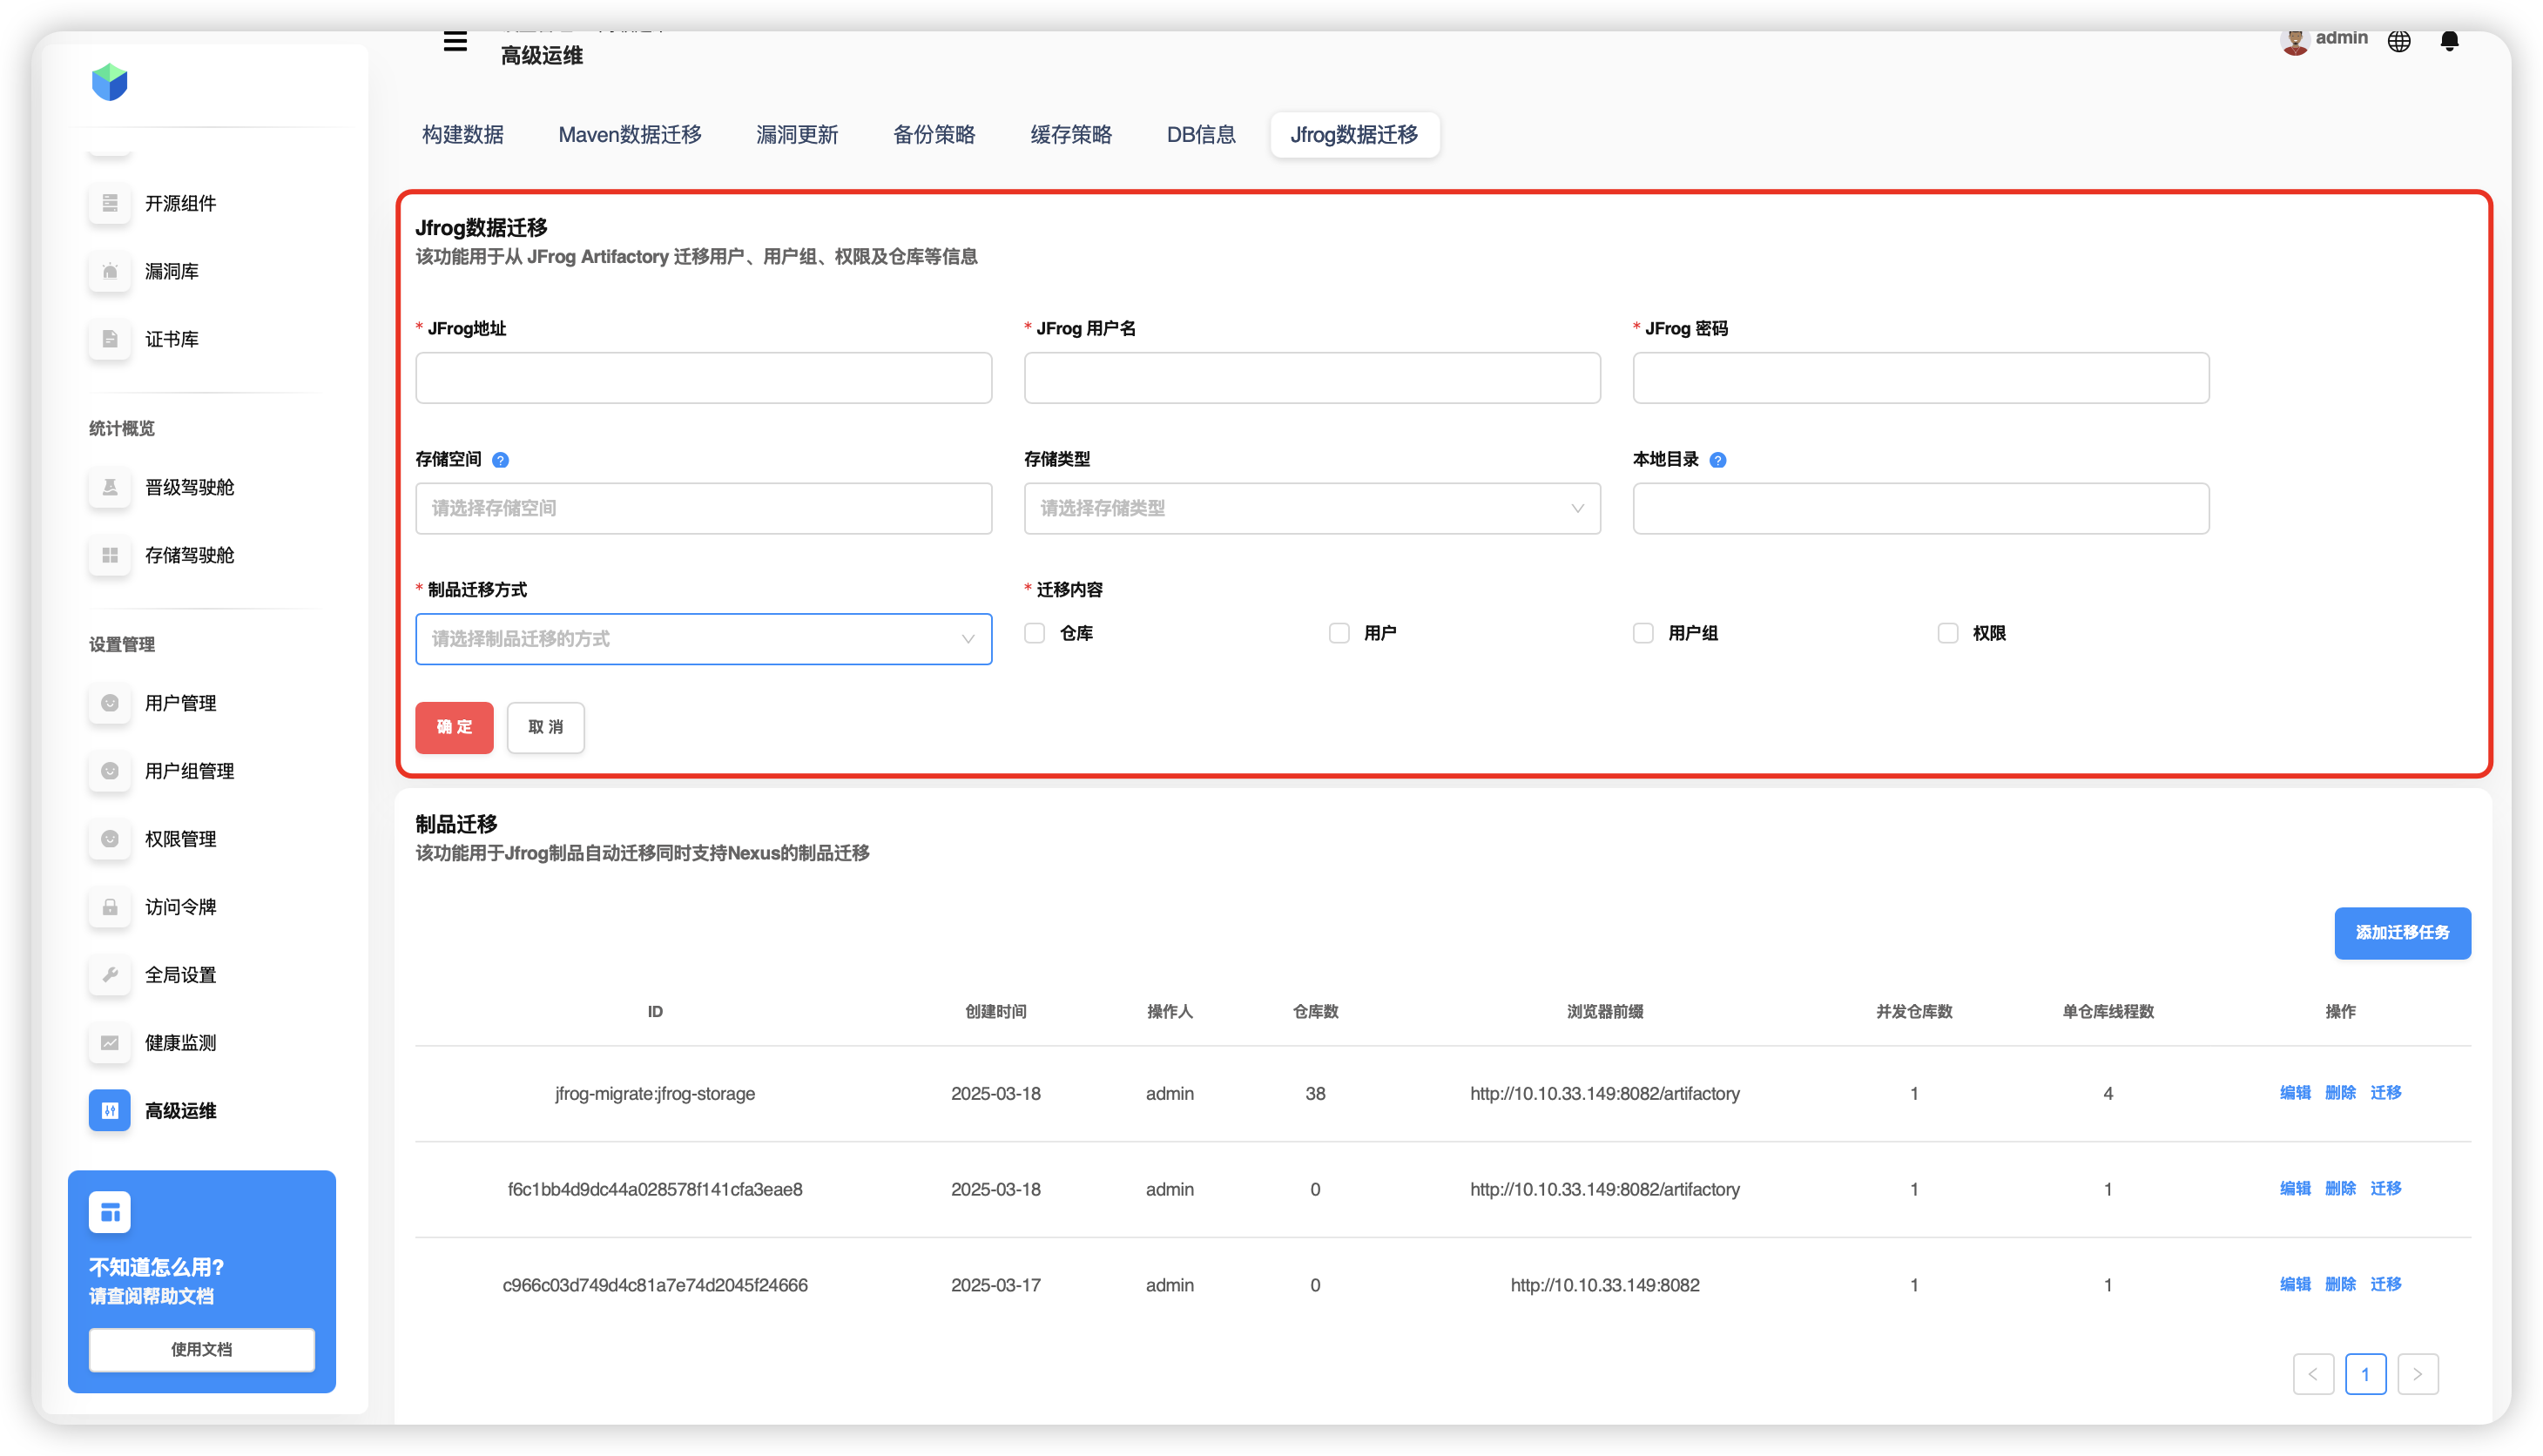 高级运维
admin
构建数据 Maven数据迁移 漏洞更新 备份策略 缓存策略 DB信息 Jfrog数据迁移
开源组件
漏洞库
证书库
统计概览
晋级驾驶舱
存储驾驶舱
设置管理
用户管理
用户组管理
权限管理
访问令牌
全局设置
健康监测
高级运维
不知道怎么用?
请查阅帮助文档
使用文档
Jfrog数据迁移
该功能用于从 JFrog Artifactory 迁移用户、用户组、权限及仓库等信息
* JFrog地址 * JFrog 用户名 * JFrog 密码
存储空间 ? 存储类型 本地目录 ?
请选择存储空间 请选择存储类型
* 制品迁移方式 * 迁移内容
请选择制品迁移的方式 仓库 用户 用户组 权限
确 定 取 消
制品迁移
该功能用于Jfrog制品自动迁移同时支持Nexus的制品迁移
添加迁移任务
ID 创建时间 操作人 仓库数 浏览器前缀 并发仓库数 单仓库线程数 操作
jfrog-migrate:jfrog-storage 2025-03-18 admin 38 http://10.10.33.149:8082/artifactory 1 4 编辑 删除 迁移
f6c1bb4d9dc44a028578f141cfa3eae8 2025-03-18 admin 0 http://10.10.33.149:8082/artifactory 1 1 编辑 删除 迁移
c966c03d749d4c81a7e74d2045f24666 2025-03-17 admin 0 http://10.10.33.149:8082 1 1 编辑 删除 迁移
< 1 >